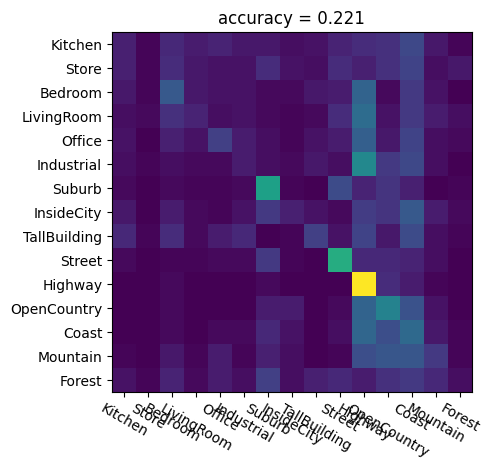 accuracy = 0.221
Kitchen
Store
Bedroom
LivingRoom
Office
Industrial
Suburb
InsideCity
TallBuilding
Street
Highway
OpenCountry
Coast
Mountain
Forest
Kitchen
Store
Bedroom
LivingRoom
Office
Industrial
Suburb
InsideCity
TallBuilding
Street
Highway
OpenCountry
Coast
Mountain
Forest